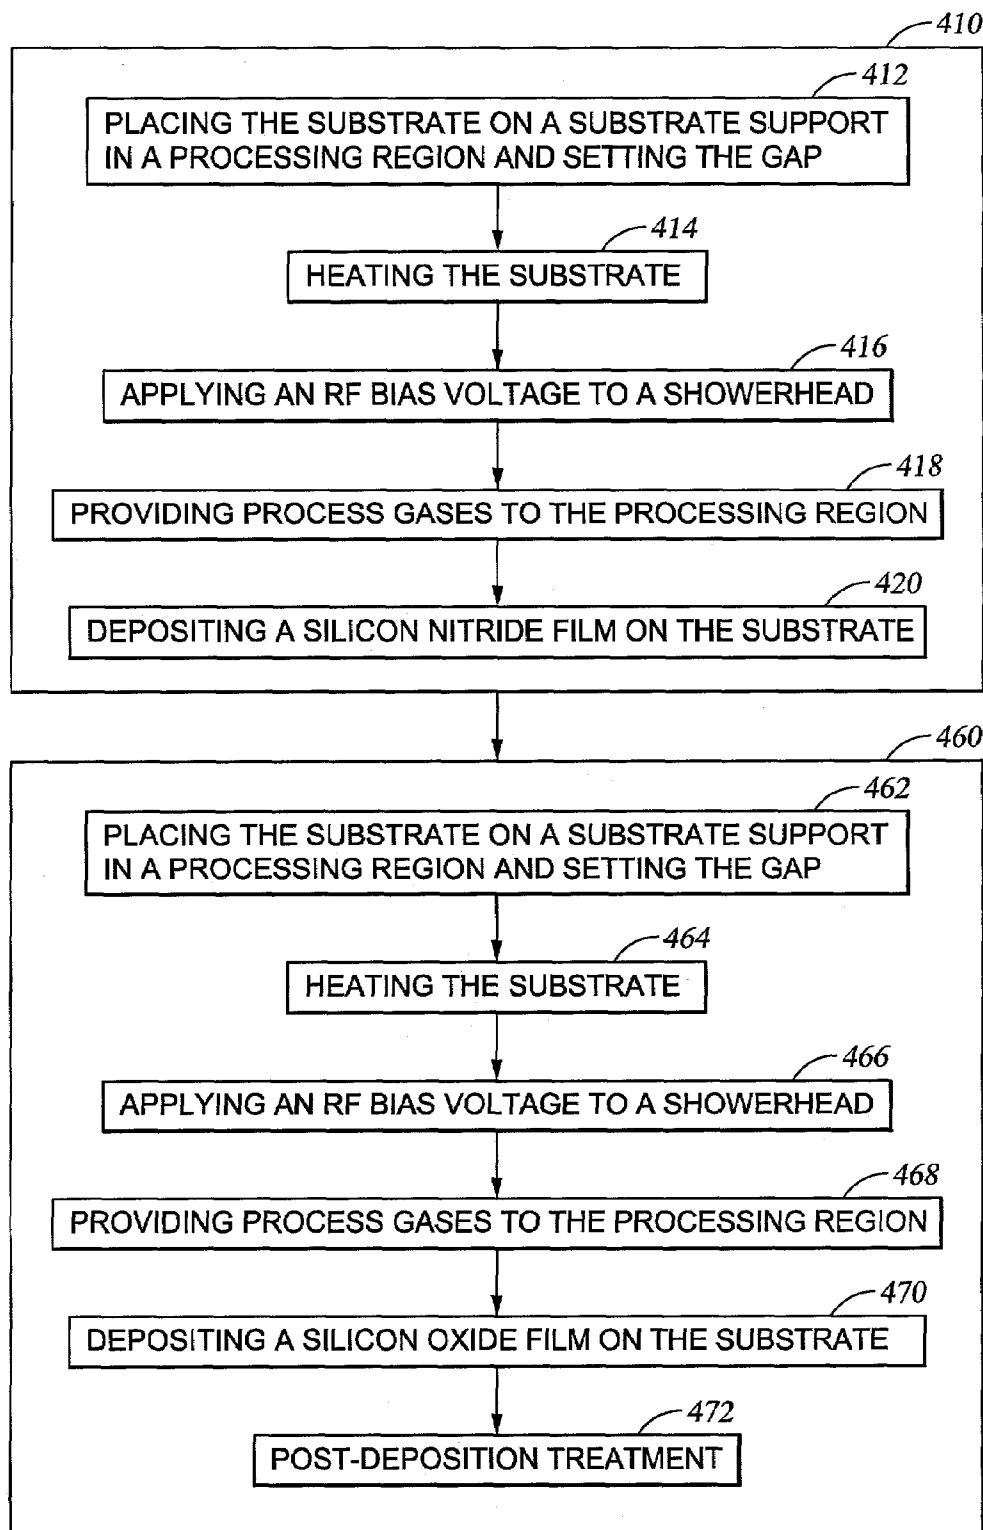 410
412
PLACING THE SUBSTRATE ON A SUBSTRATE SUPPORT
IN A PROCESSING REGION AND SETTING THE GAP
414
HEATING THE SUBSTRATE
416
APPLYING AN RF BIAS VOLTAGE TO A SHOWERHEAD
418
PROVIDING PROCESS GASES TO THE PROCESSING REGION
420
DEPOSITING A SILICON NITRIDE FILM ON THE SUBSTRATE
460
462
PLACING THE SUBSTRATE ON A SUBSTRATE SUPPORT
IN A PROCESSING REGION AND SETTING THE GAP
464
HEATING THE SUBSTRATE
466
APPLYING AN RF BIAS VOLTAGE TO A SHOWERHEAD
468
PROVIDING PROCESS GASES TO THE PROCESSING REGION
470
DEPOSITING A SILICON OXIDE FILM ON THE SUBSTRATE
472
POST-DEPOSITION TREATMENT